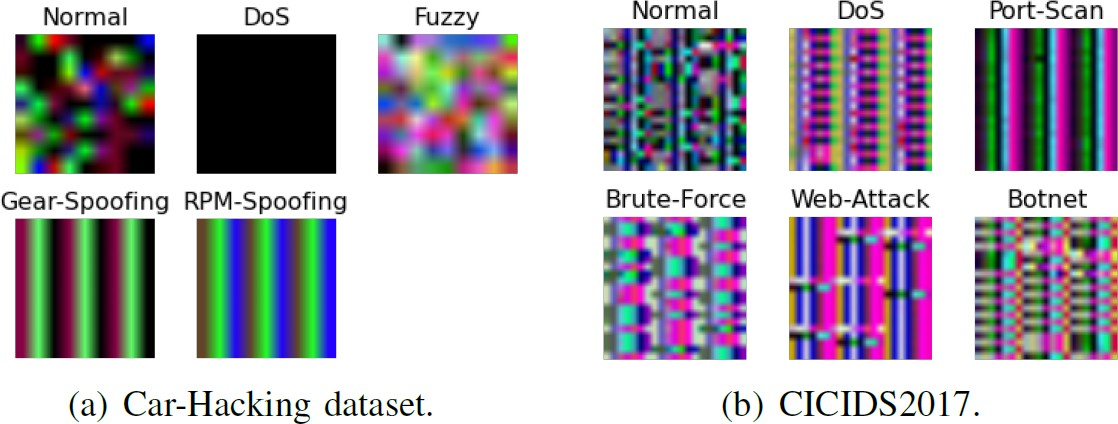 Normal DoS Fuzzy
Gear-Spoofing RPM-Spoofing
(a) Car-Hacking dataset.
Normal DoS Port-Scan
Brute-Force Web-Attack Botnet
(b) CICIDS2017.